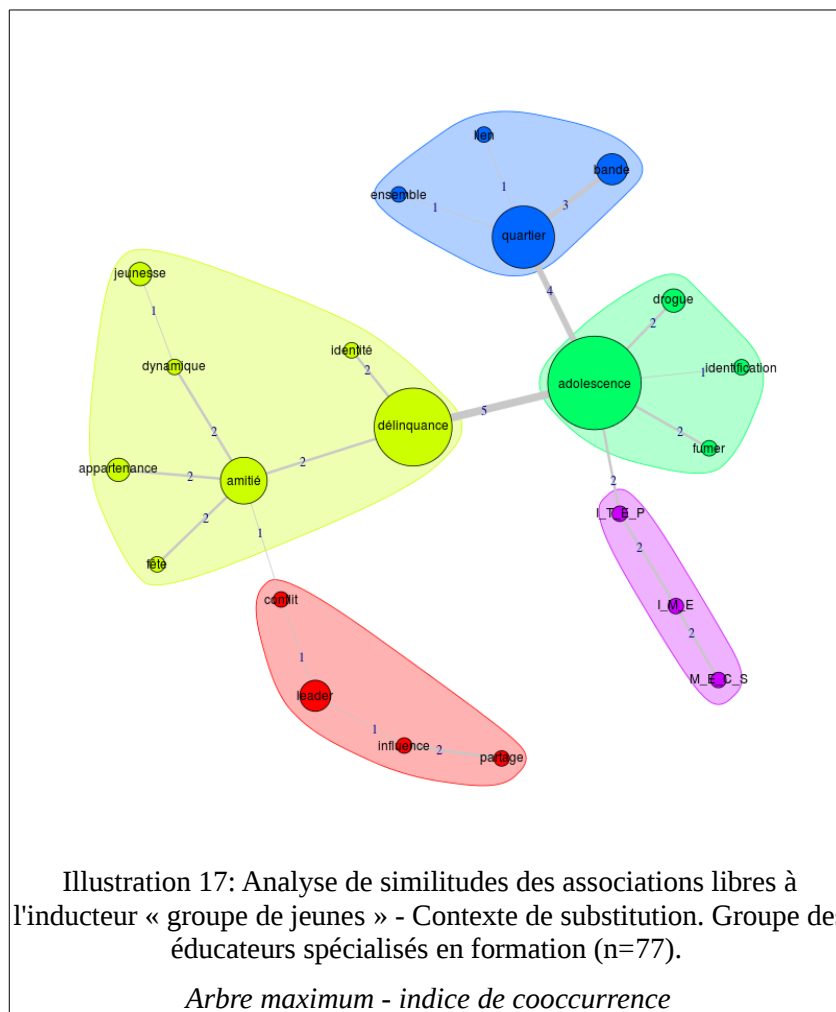 lien
bande
1
ensemble
3
1
quartier
jeunesse
4
drogue
1
identité
2
dynamique
2
identification
1
adolescence
5
délinquance
2
fumer
2
2
appartenance
2
amitié
2
2
I_T_E_P
1
fête
2
conflit
I_M_E
1
2
leader
M_E_C_S
1
influence
2
partage
Illustration 17: Analyse de similitudes des associations libres à
l'inducteur « groupe de jeunes » - Contexte de substitution. Groupe des
éducateurs spécialisés en formation (n=77).
Arbre maximum - indice de cooccurrence